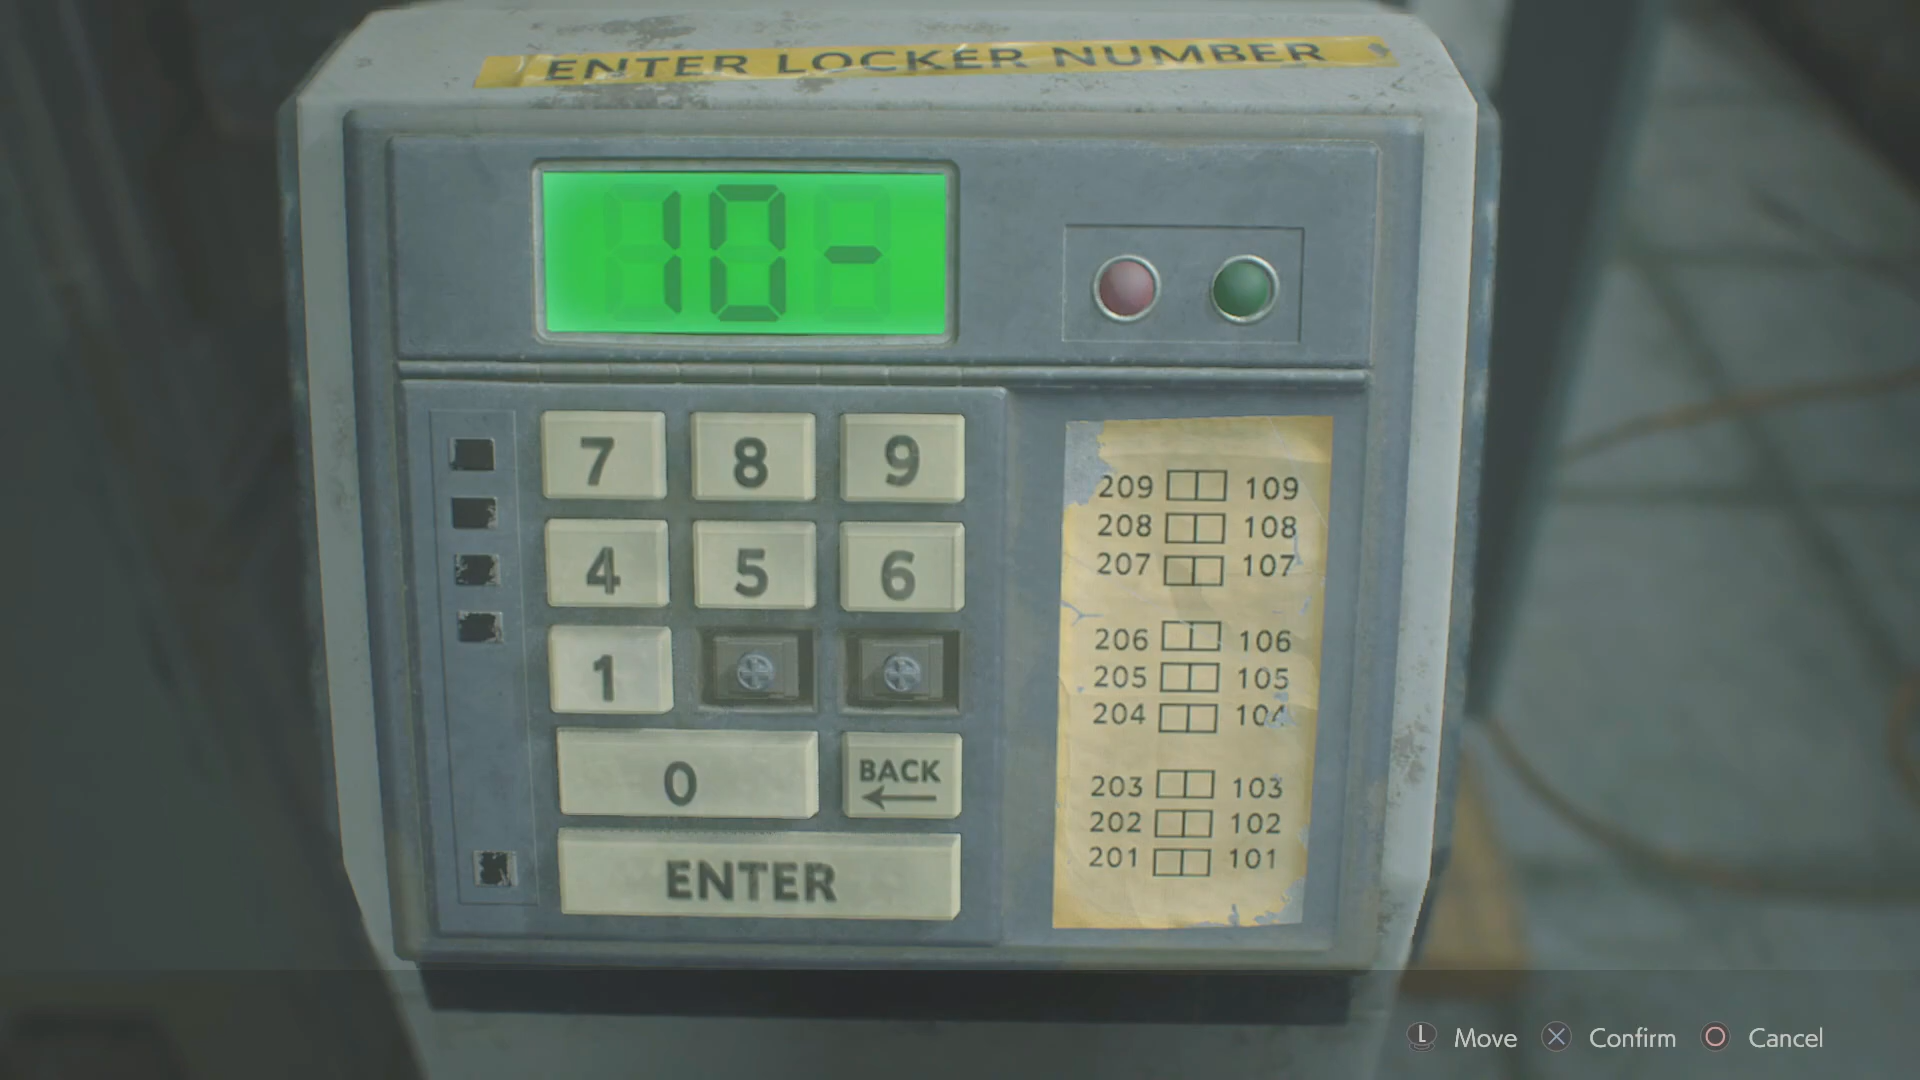 ENTER LOCKER NUMBER
10-
7 8 9
4 5 6
1
0 BACK
ENTER
209 109
208 108
207 107
206 106
205 105
204 104
203 103
202 102
201 101
L Move Confirm Cancel